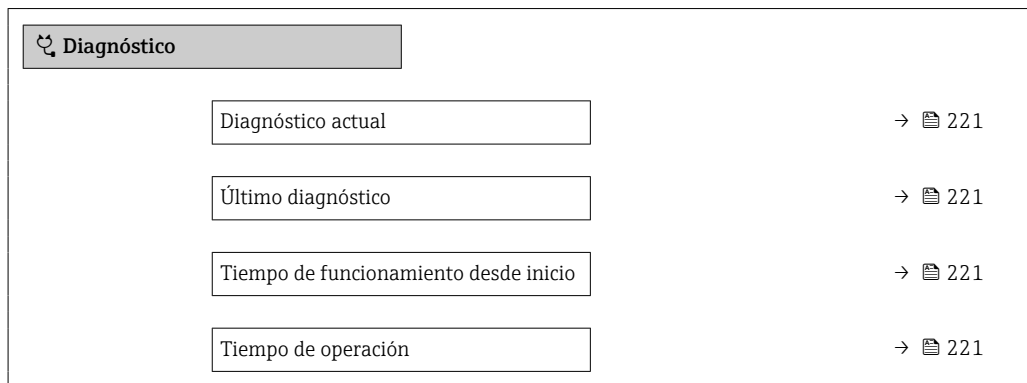 Diagnóstico
Diagnóstico actual → 221
Último diagnóstico → 221
Tiempo de funcionamiento desde inicio → 221
Tiempo de operación → 221